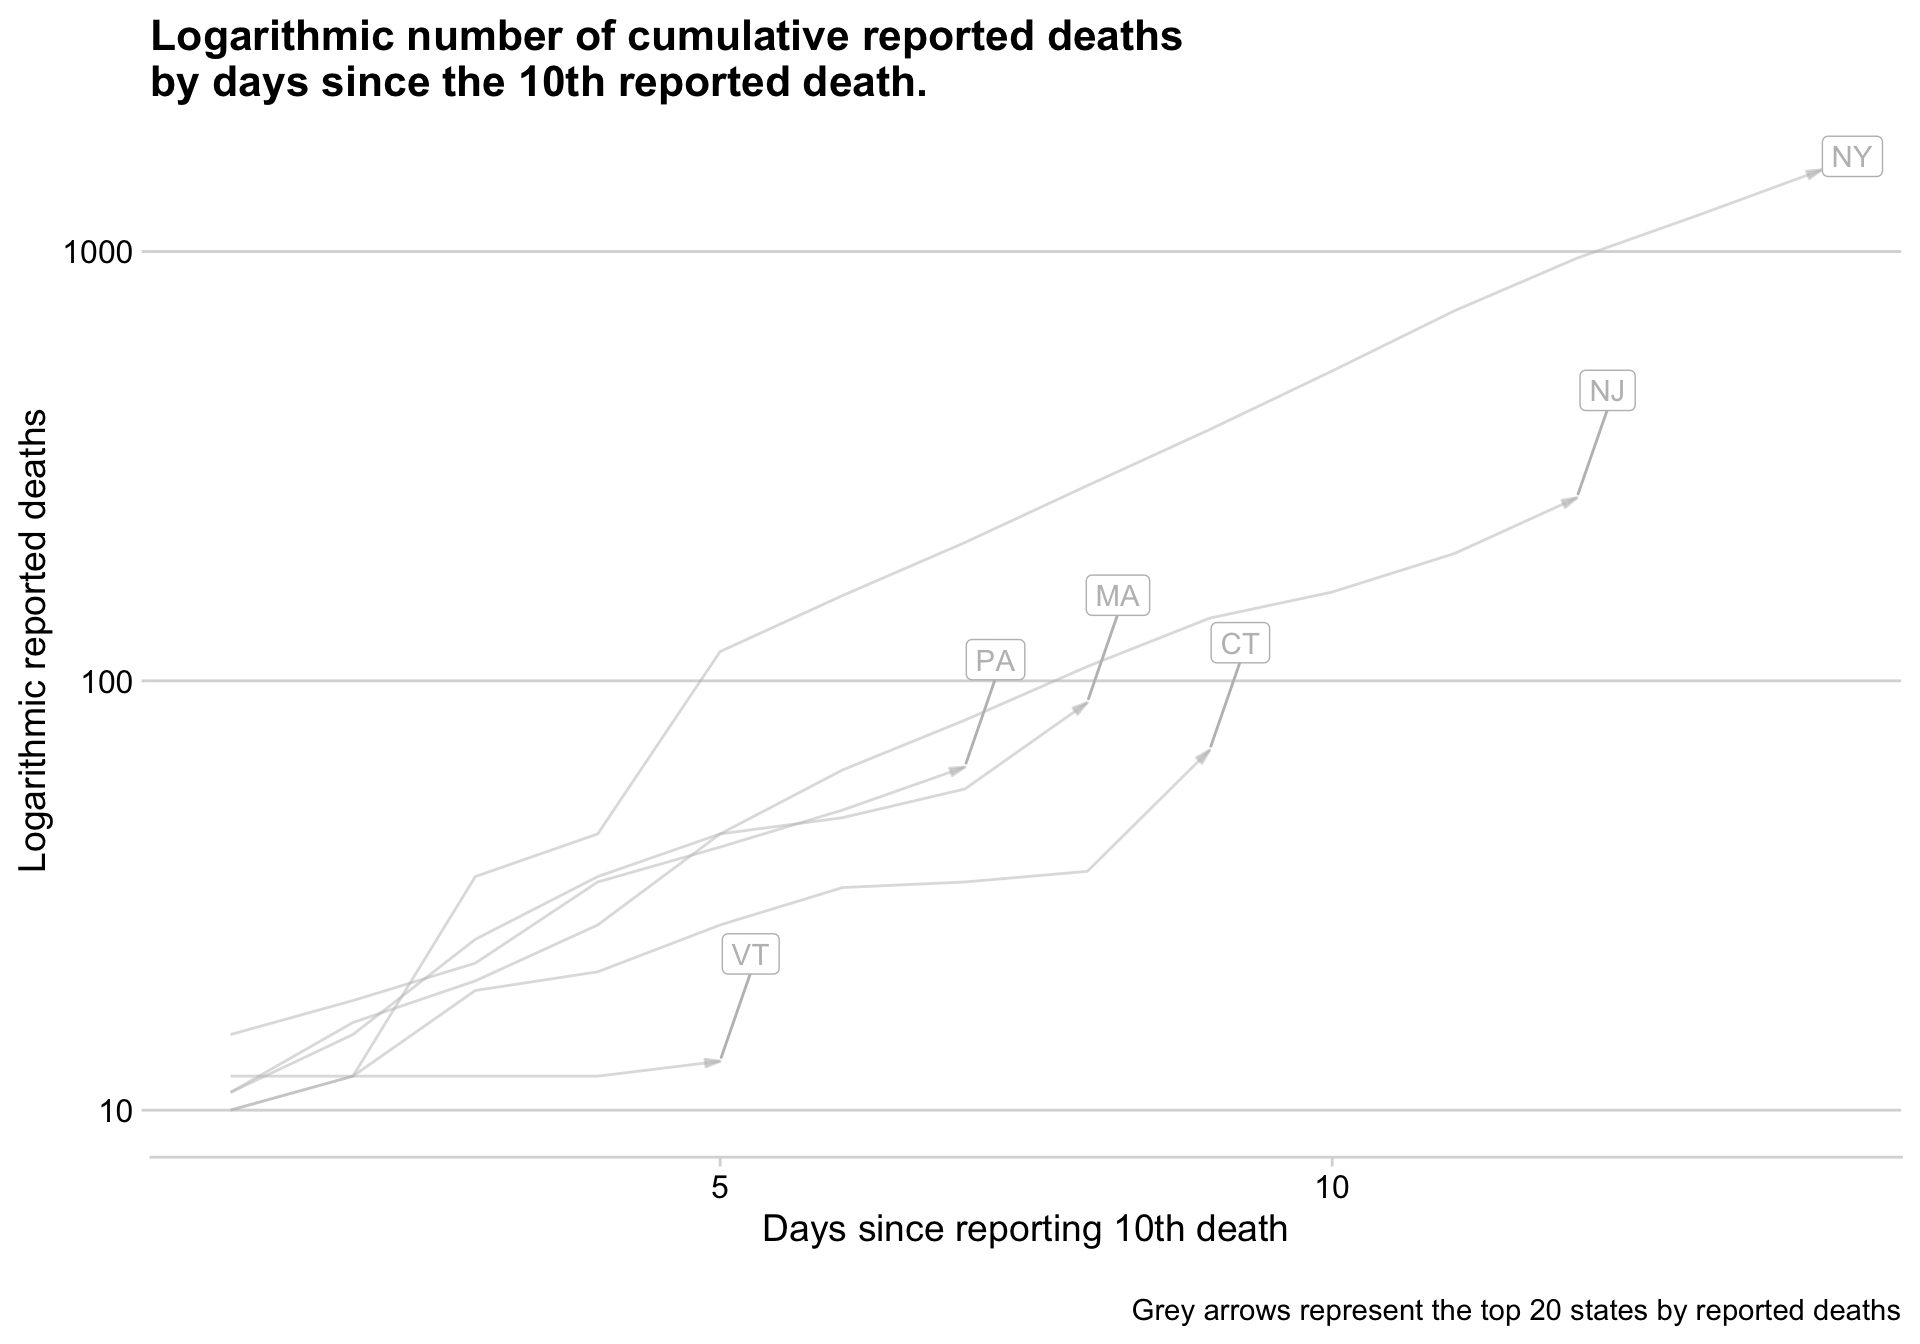 Logarithmic number of cumulative reported deaths
by days since the 10th reported death.
NY
1000
NJ
MA
CT
PA
100
VT
10
Logarithmic reported deaths
5
10
Days since reporting 10th death
Grey arrows represent the top 20 states by reported deaths